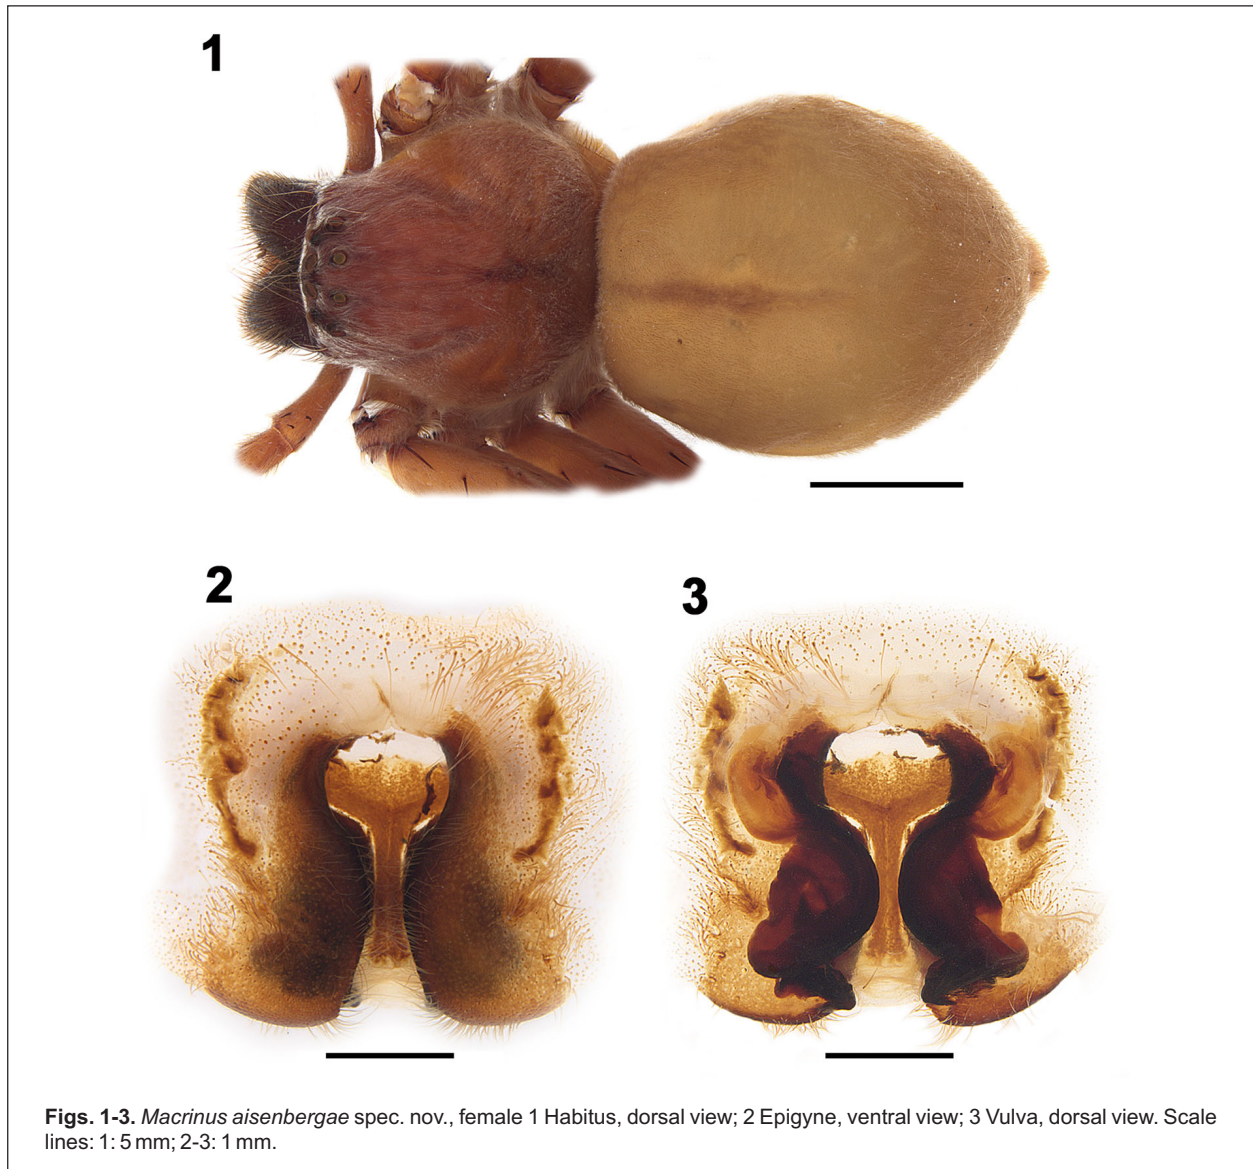 1
2
3
Figs. 1-3. Macrinus aisenbergae spec. nov., female 1 Habitus, dorsal view; 2 Epigyne, ventral view; 3 Vulva, dorsal view. Scale
lines: 1: 5 mm; 2-3: 1 mm.